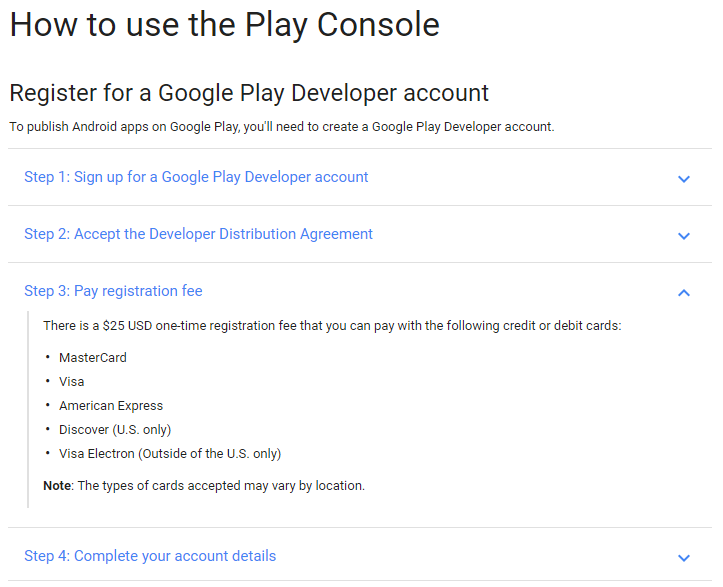 How to use the Play Console
Register for a Google Play Developer account
To publish Android apps on Google Play, you'll need to create a Google Play Developer account.
Step 1: Sign up for a Google Play Developer account
Step 2: Accept the Developer Distribution Agreement
Step 3: Pay registration fee
There is a $25 USD one-time registration fee that you can pay with the following credit or debit cards:
• MasterCard
• Visa
• American Express
• Discover (U.S. only)
• Visa Electron (Outside of the U.S. only)
Note: The types of cards accepted may vary by location.
Step 4: Complete your account details